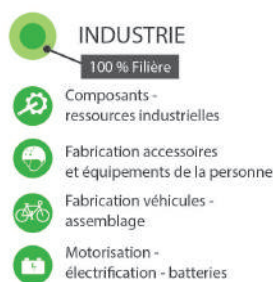 INDUSTRIE
100 % Filière
Composants -
ressources industrielles
Fabrication accessoires
et équipements de la personne
Fabrication véhicules -
assemblage
Motorisation -
électrification - batteries